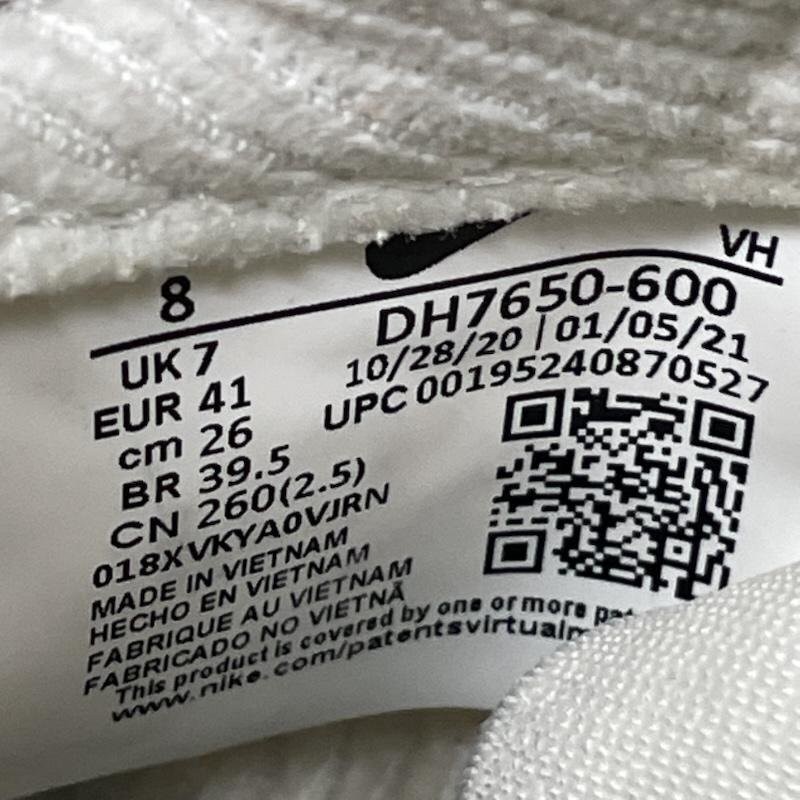 VH
8
DH7650-600
UK 7
10/28/20 | 01/05/21
EUR 41
UPC 00195240870527
cm 26
BR 39.5
CN 260(2.5)
018XVKYA0VJRN
MADE IN VIETNAM
HECHO EN VIETNAM
FABRIQUE AU VIETNAM
FABRICADO NO VIETNÃ
This product is covered by one or more
www.nike.com/patentsvirtualm